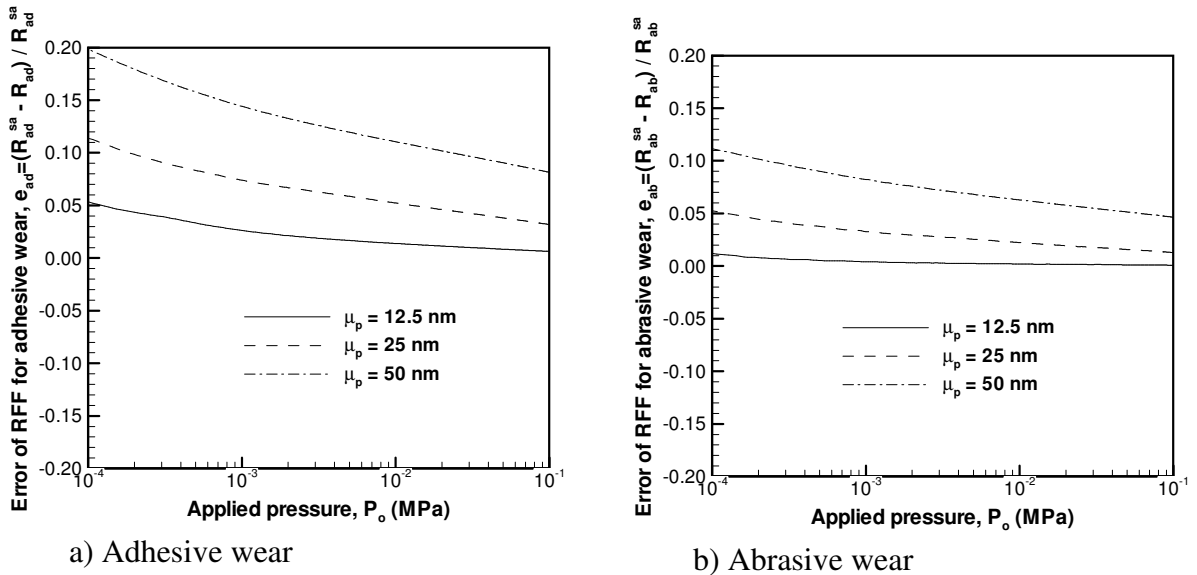 Error of RFF for adhesive wear, e_ad=(R_ad^sa - R_ad) / R_ad^sa
0.20
0.15
0.10
0.05
0.00
-0.05
-0.10
-0.15
-0.20
μ_p = 12.5 nm
μ_p = 25 nm
μ_p = 50 nm
10^-4
10^-3
10^-2
10^-1
Applied pressure, P_o (MPa)
a) Adhesive wear
Error of RFF for abrasive wear, e_ab=(R_ab^sa - R_ab) / R_ab^sa
0.20
0.15
0.10
0.05
0.00
-0.05
-0.10
-0.15
-0.20
μ_p = 12.5 nm
μ_p = 25 nm
μ_p = 50 nm
10^-4
10^-3
10^-2
10^-1
Applied pressure, P_o (MPa)
b) Abrasive wear